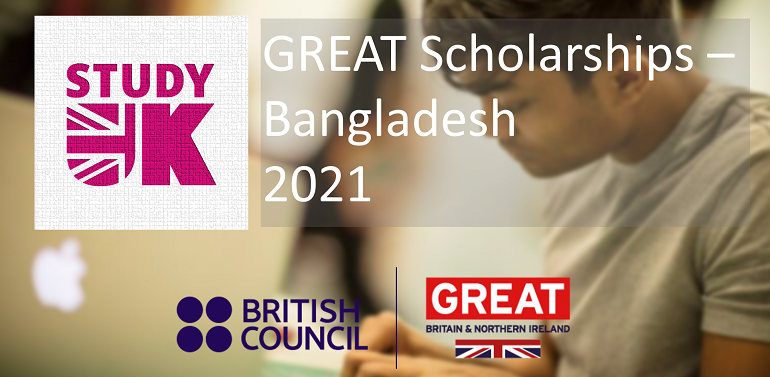 STUDY
UK
GREAT Scholarships –
Bangladesh
2021
BRITISH
COUNCIL
GREAT
BRITAIN & NORTHERN IRELAND